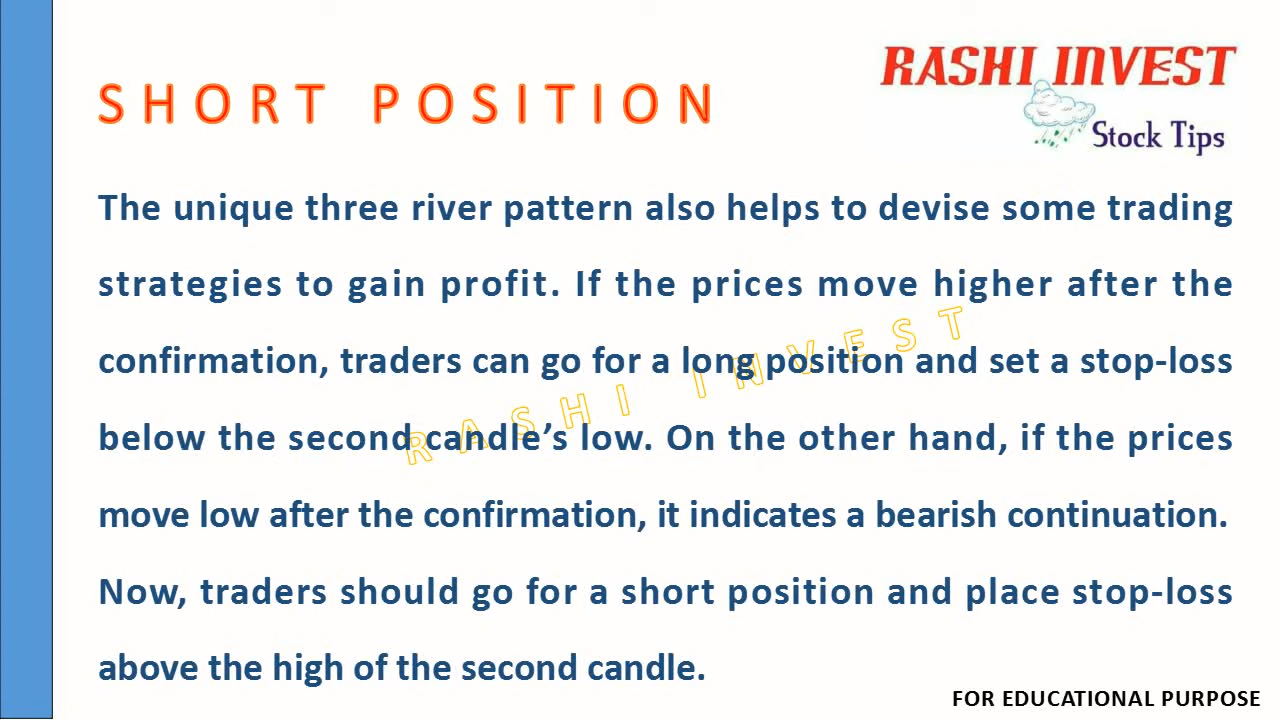 SHORT POSITION
RASHI INVEST
Stock Tips
The unique three river pattern also helps to devise some trading
strategies to gain profit. If the prices move higher after the
confirmation, traders can go for a long position and set a stop-loss
below the second candle’s low. On the other hand, if the prices
move low after the confirmation, it indicates a bearish continuation.
Now, traders should go for a short position and place stop-loss
above the high of the second candle.
RASHI INVEST
FOR EDUCATIONAL PURPOSE